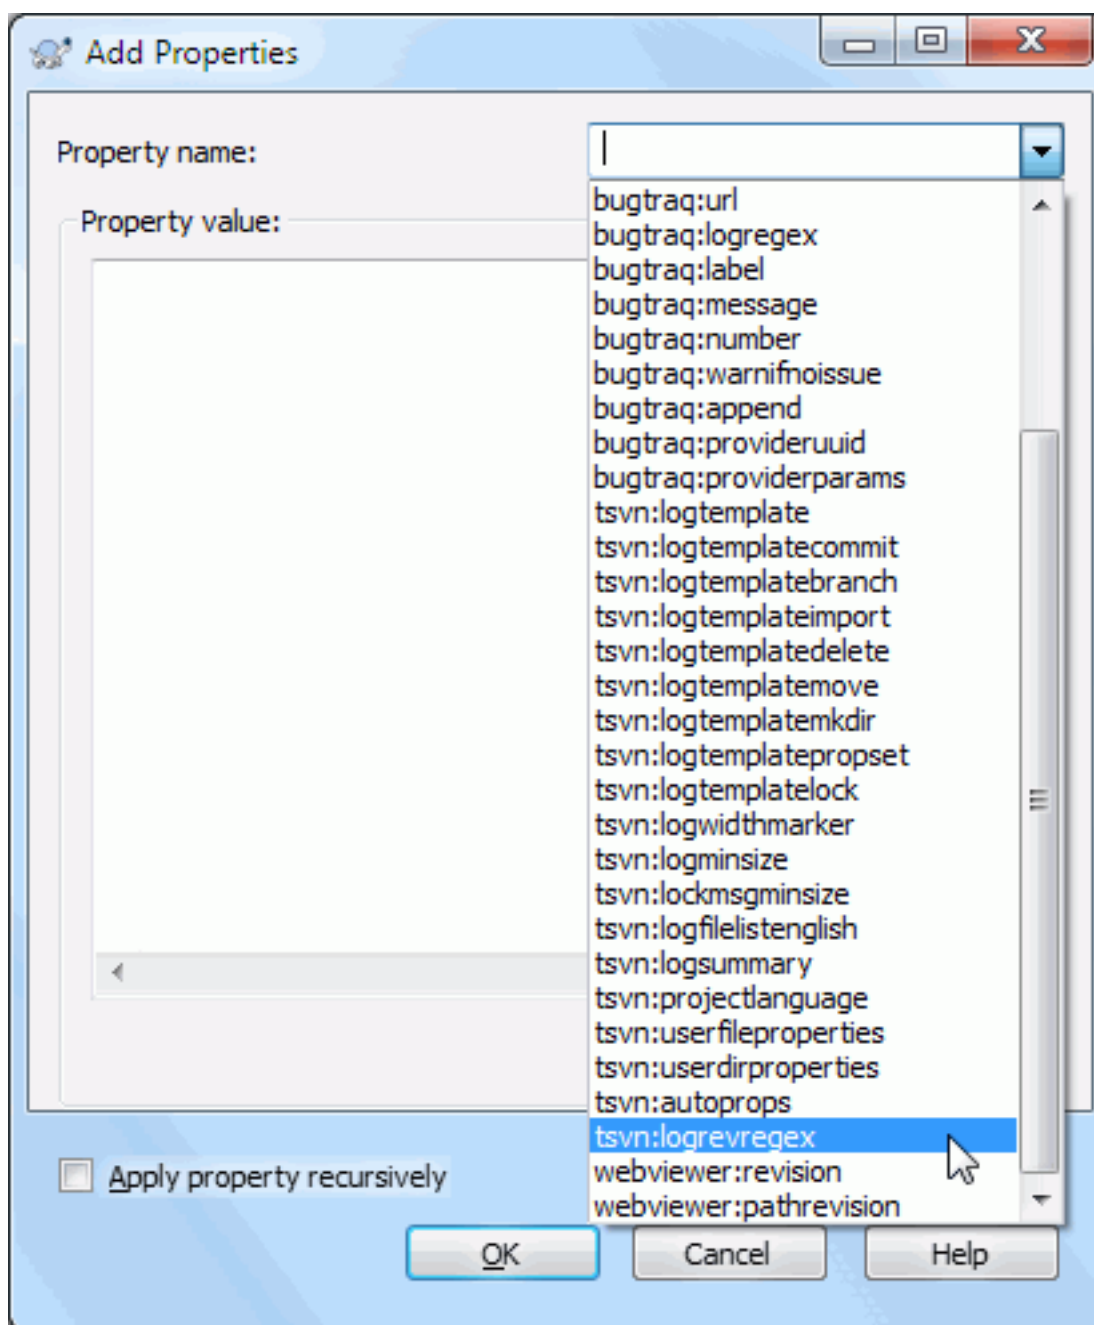 Add Properties
Property name:
Property value:
bugtraq:url
bugtraq:logregex
bugtraq:label
bugtraq:message
bugtraq:number
bugtraq:warnifnoissue
bugtraq:append
bugtraq:provideruuid
bugtraq:providerparams
tsvn:logtemplate
tsvn:logtemplatecommit
tsvn:logtemplatebranch
tsvn:logtemplateimport
tsvn:logtemplatedelete
tsvn:logtemplatemove
tsvn:logtemplatemkdir
tsvn:logtemplatepropset
tsvn:logtemplatelock
tsvn:logwidthmarker
tsvn:logminsize
tsvn:lockmsgminsize
tsvn:logfilelistenglish
tsvn:logsummary
tsvn:projectlanguage
tsvn:userfileproperties
tsvn:userdirproperties
tsvn:autoprops
tsvn:logrevregex
webviewer:revision
webviewer:pathrevision
Apply property recursively
OK Cancel Help